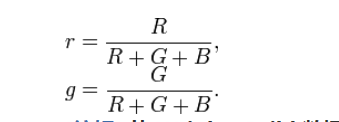 r = R / (R + G + B),
g = G / (R + G + B).